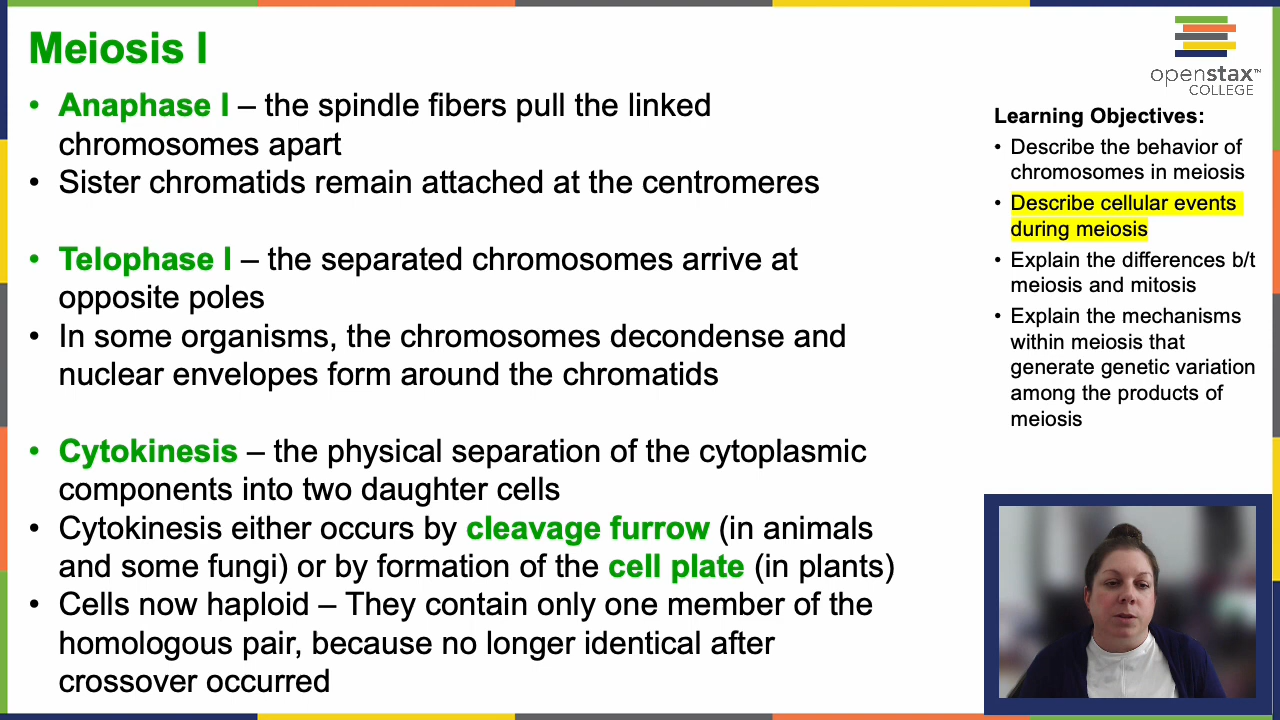 Meiosis I
• Anaphase I – the spindle fibers pull the linked
chromosomes apart
• Sister chromatids remain attached at the centromeres
• Telophase I – the separated chromosomes arrive at
opposite poles
• In some organisms, the chromosomes decondense and
nuclear envelopes form around the chromatids
• Cytokinesis – the physical separation of the cytoplasmic
components into two daughter cells
• Cytokinesis either occurs by cleavage furrow (in animals
and some fungi) or by formation of the cell plate (in plants)
• Cells now haploid – They contain only one member of the
homologous pair, because no longer identical after
crossover occurred
openstax™
COLLEGE
Learning Objectives:
• Describe the behavior of
chromosomes in meiosis
• Describe cellular events
during meiosis
• Explain the differences b/t
meiosis and mitosis
• Explain the mechanisms
within meiosis that
generate genetic variation
among the products of
meiosis